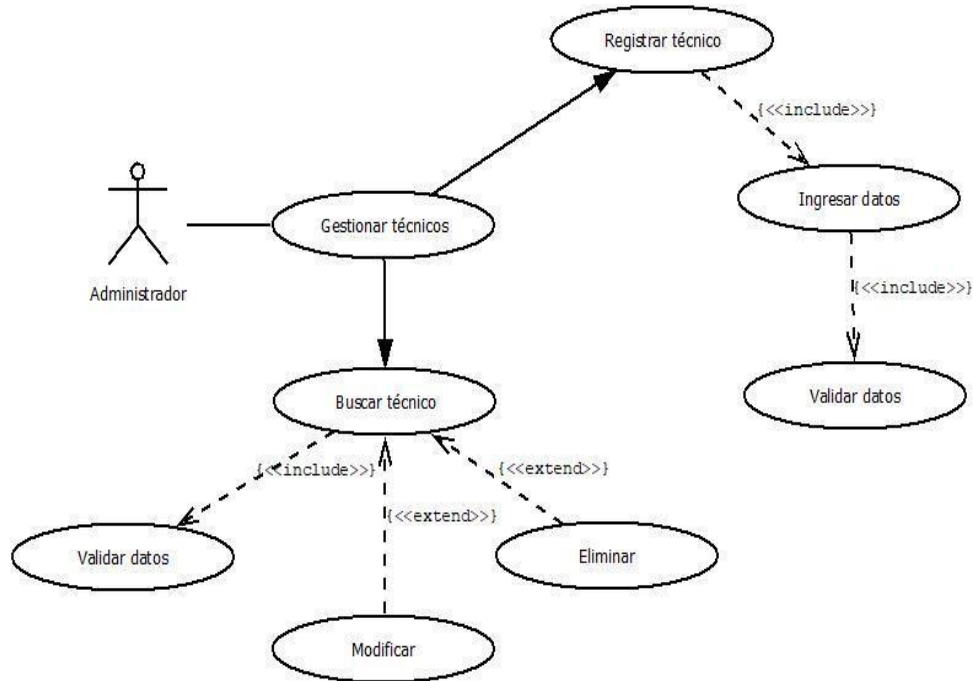 Registrar técnico
{<<include>>}
Ingresar datos
Gestionar técnicos
Administrador
{<<include>>}
Buscar técnico
Validar datos
{<<include>>}
{<<extend>>}
{<<extend>>}
Validar datos
Eliminar
Modificar